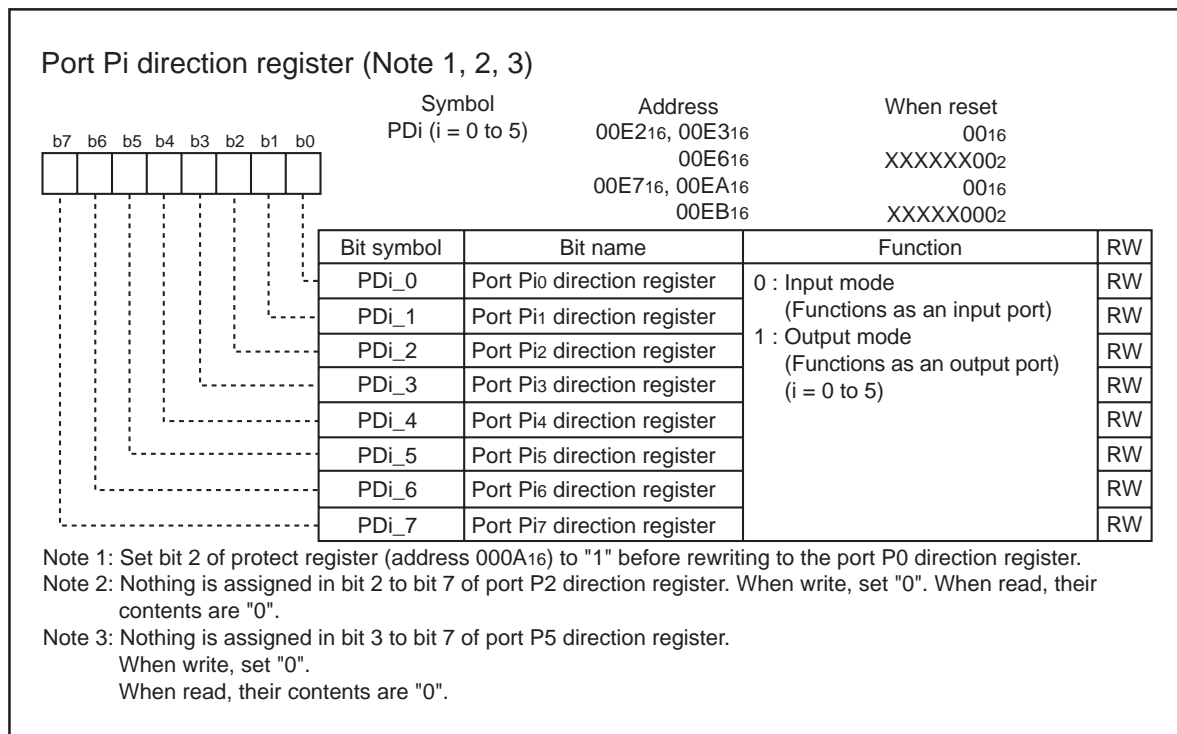 Port Pi direction register (Note 1, 2, 3)
Symbol Address When reset
PDi (i = 0 to 5) 00E216, 00E316 0016
00E616 XXXXXX002
00E716, 00EA16 0016
00EB16 XXXXX0002
b7 b6 b5 b4 b3 b2 b1 b0
Bit symbol Bit name Function RW
PDi_0 Port Pi0 direction register 0 : Input mode RW
(Functions as an input port)
PDi_1 Port Pi1 direction register RW
1 : Output mode
PDi_2 Port Pi2 direction register RW
(Functions as an output port)
PDi_3 Port Pi3 direction register (i = 0 to 5) RW
PDi_4 Port Pi4 direction register RW
PDi_5 Port Pi5 direction register RW
PDi_6 Port Pi6 direction register RW
PDi_7 Port Pi7 direction register RW
Note 1: Set bit 2 of protect register (address 000A16) to "1" before rewriting to the port P0 direction register.
Note 2: Nothing is assigned in bit 2 to bit 7 of port P2 direction register. When write, set "0". When read, their
contents are "0".
Note 3: Nothing is assigned in bit 3 to bit 7 of port P5 direction register.
When write, set "0".
When read, their contents are "0".